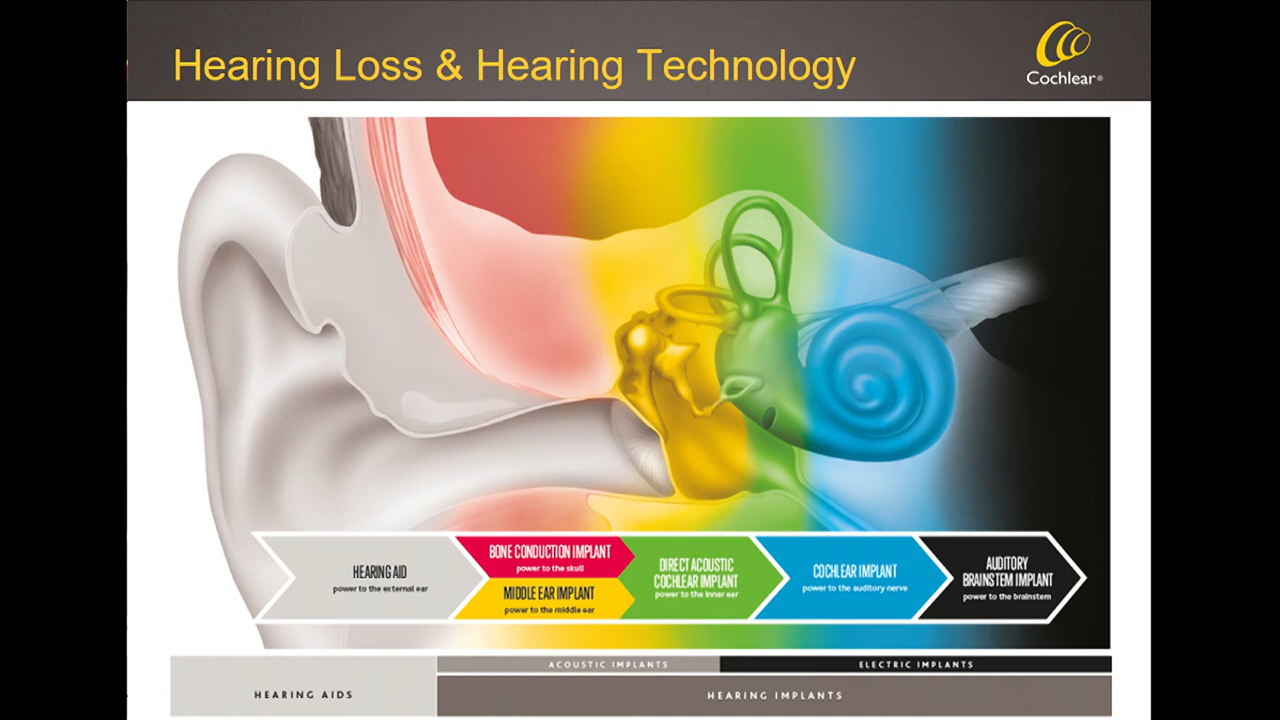 Hearing Loss & Hearing Technology
Cochlear®
HEARING AID
power to the external ear
BONE CONDUCTION IMPLANT
power to the skull
MIDDLE EAR IMPLANT
power to the middle ear
DIRECT ACOUSTIC
COCHLEAR IMPLANT
power to the inner ear
COCHLEAR IMPLANT
power to the auditory nerve
AUDITORY
BRAINSTEM IMPLANT
power to the brainstem
ACOUSTIC IMPLANTS
ELECTRIC IMPLANTS
HEARING AIDS
HEARING IMPLANTS